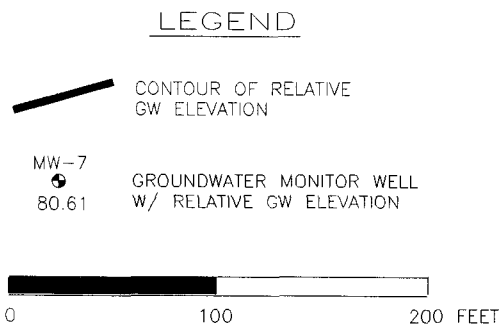 LEGEND
CONTOUR OF RELATIVE
GW ELEVATION
MW-7
80.61
GROUNDWATER MONITOR WELL
W/ RELATIVE GW ELEVATION
0 100 200 FEET